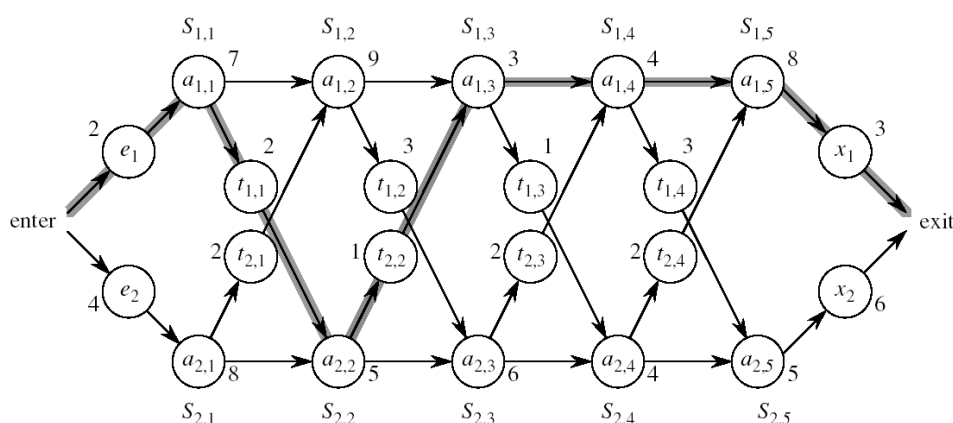 S1,1 S1,2 S1,3 S1,4 S1,5
7 9 3 4 8
a1,1 a1,2 a1,3 a1,4 a1,5
2 3
e1 x1
2 3 1 3
t1,1 t1,2 t1,3 t1,4
enter exit
2 1 2 2
t2,1 t2,2 t2,3 t2,4
e2 x2
4 6
a2,1 a2,2 a2,3 a2,4 a2,5
8 5 6 4 5
S2,1 S2,2 S2,3 S2,4 S2,5